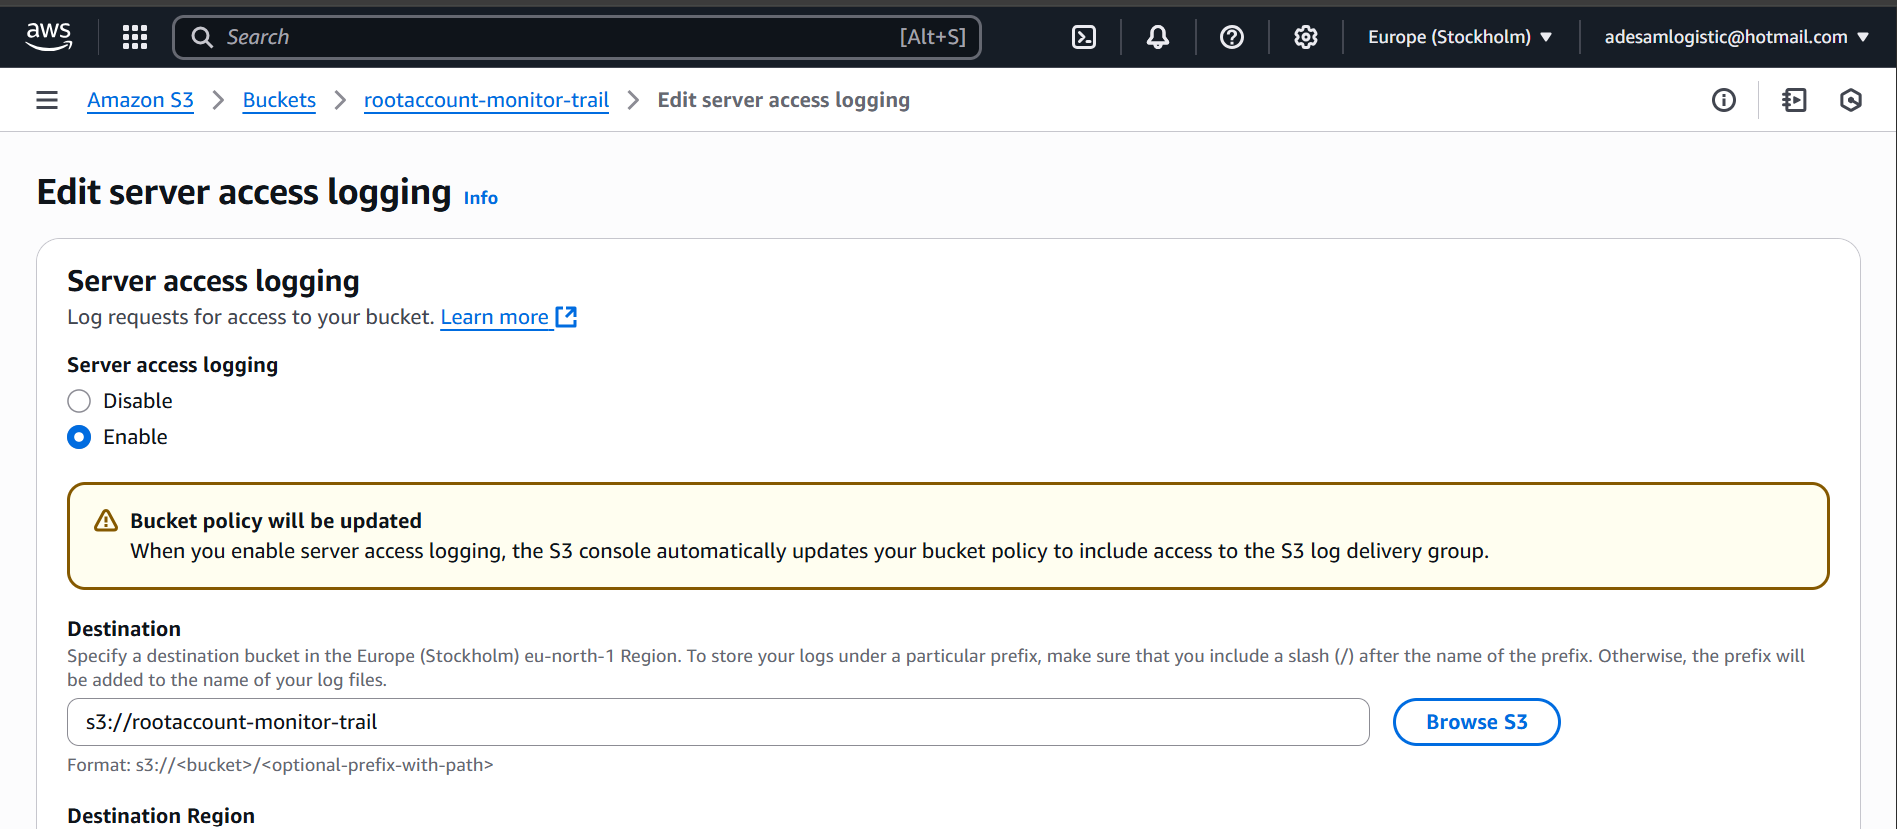 aws
Search
[Alt+S]
Europe (Stockholm)
adesamlogistic@hotmail.com
Amazon S3
Buckets
rootaccount-monitor-trail
Edit server access logging
Edit server access logging Info
Server access logging
Log requests for access to your bucket. Learn more
Server access logging
Disable
Enable
Bucket policy will be updated
When you enable server access logging, the S3 console automatically updates your bucket policy to include access to the S3 log delivery group.
Destination
Specify a destination bucket in the Europe (Stockholm) eu-north-1 Region. To store your logs under a particular prefix, make sure that you include a slash (/) after the name of the prefix. Otherwise, the prefix will
be added to the name of your log files.
s3://rootaccount-monitor-trail
Browse S3
Format: s3://<bucket>/<optional-prefix-with-path>
Destination Region